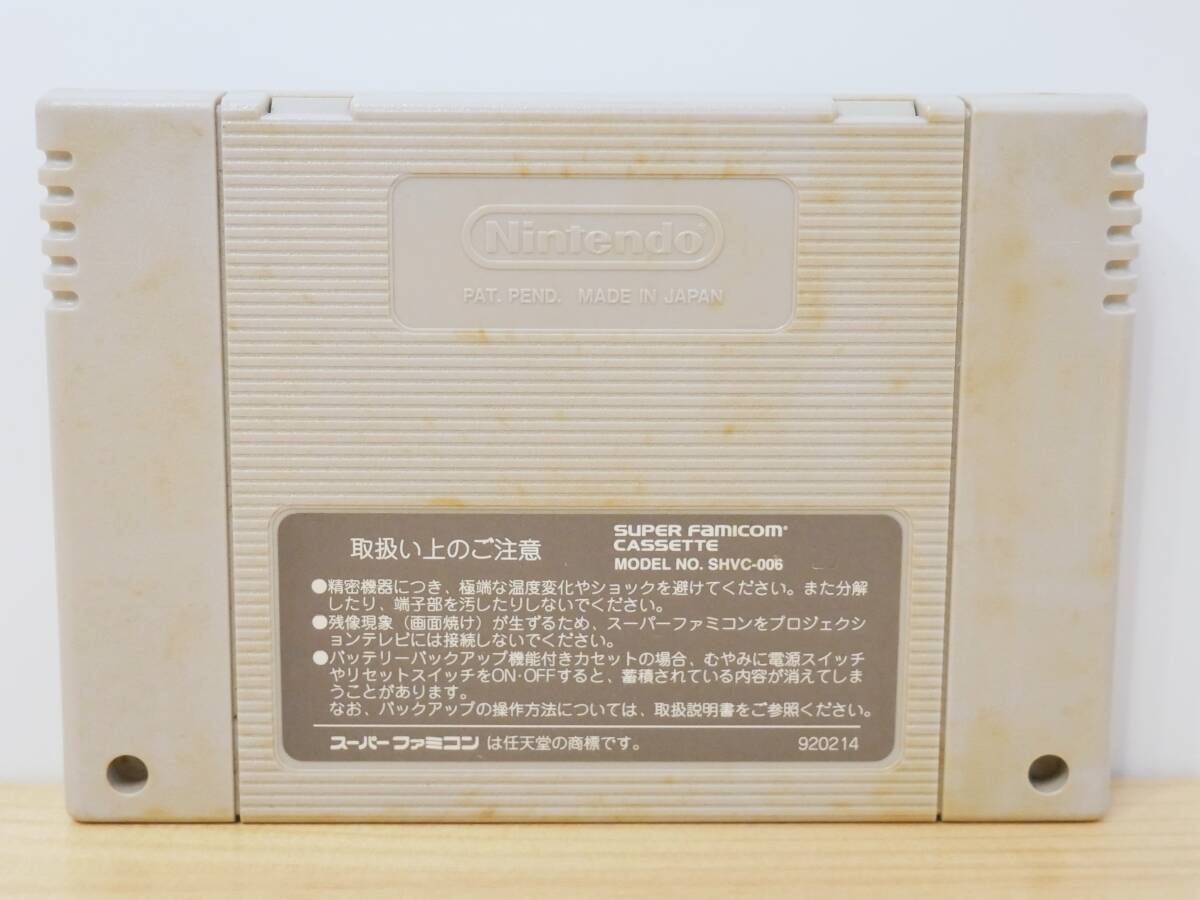 Nintendo
PAT. PEND. MADE IN JAPAN
取扱い上のご注意
SUPER FAMICOM
CASSETTE
MODEL NO. SHVC-006
●精密機器につき、極端な温度変化やショックを避けてください。また分解
したり、端子部を汚したりしないでください。
●残像現象（画面焼け）が生ずるため、スーパーファミコンをプロジェクシ
ョンテレビには接続しないでください。
●バッテリーバックアップ機能付きカセットの場合、むやみに電源スイッチ
やリセットスイッチをON・OFFすると、蓄積されている内容が消えてしま
うことがあります。
なお、バックアップの操作方法については、取扱説明書をご参照ください。
スーパーファミコン は任天堂の商標です。
920214